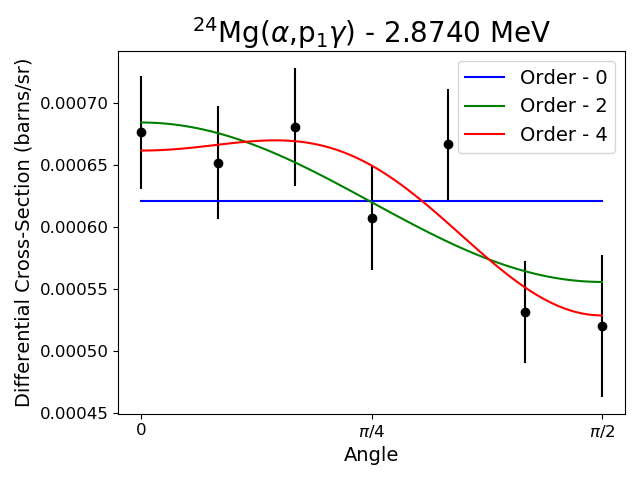 ²⁴Mg(α,p₁γ) - 2.8740 MeV
Differential Cross-Section (barns/sr)
0.00070
0.00065
0.00060
0.00055
0.00050
0.00045
Order - 0
Order - 2
Order - 4
0
π/4
π/2
Angle